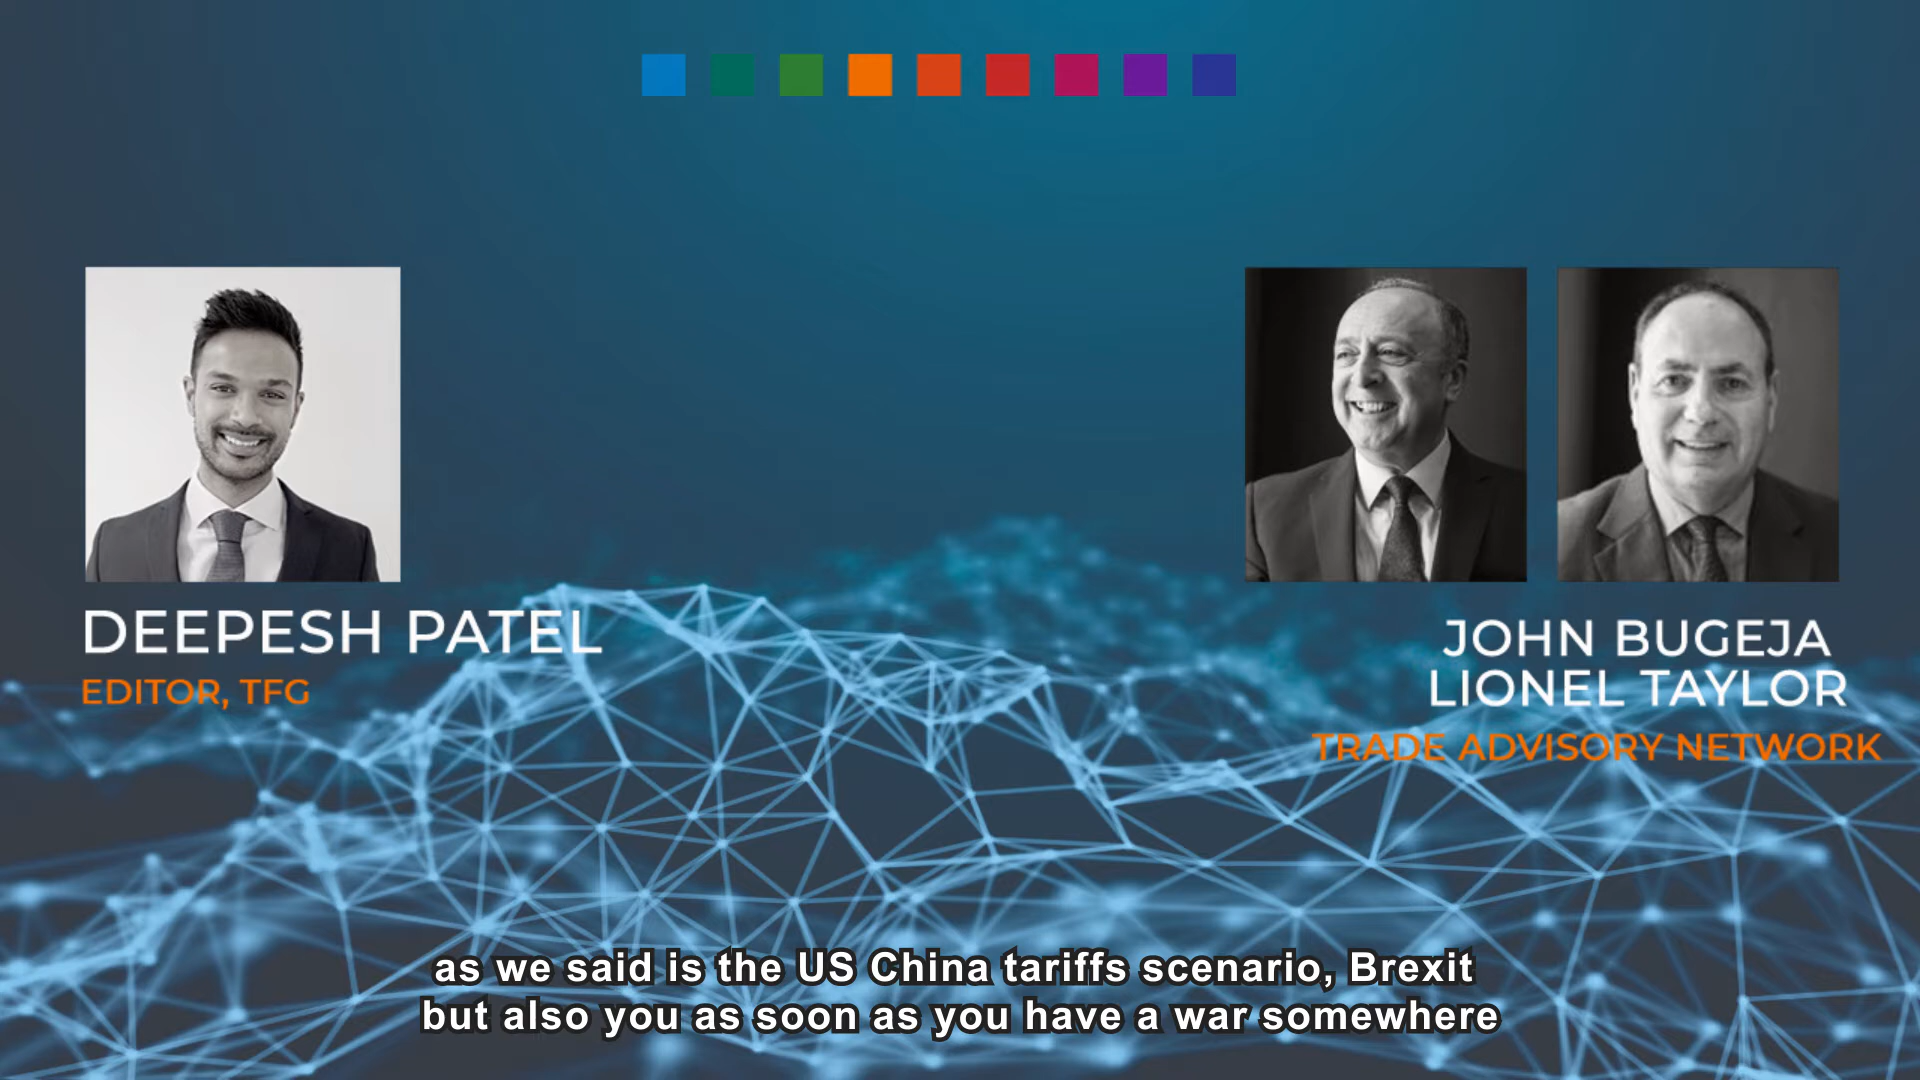 DEEPESH PATEL
EDITOR, TFG
JOHN BUGEJA
LIONEL TAYLOR
TRADE ADVISORY NETWORK
as we said is the US China tariffs scenario, Brexit
but also you as soon as you have a war somewhere